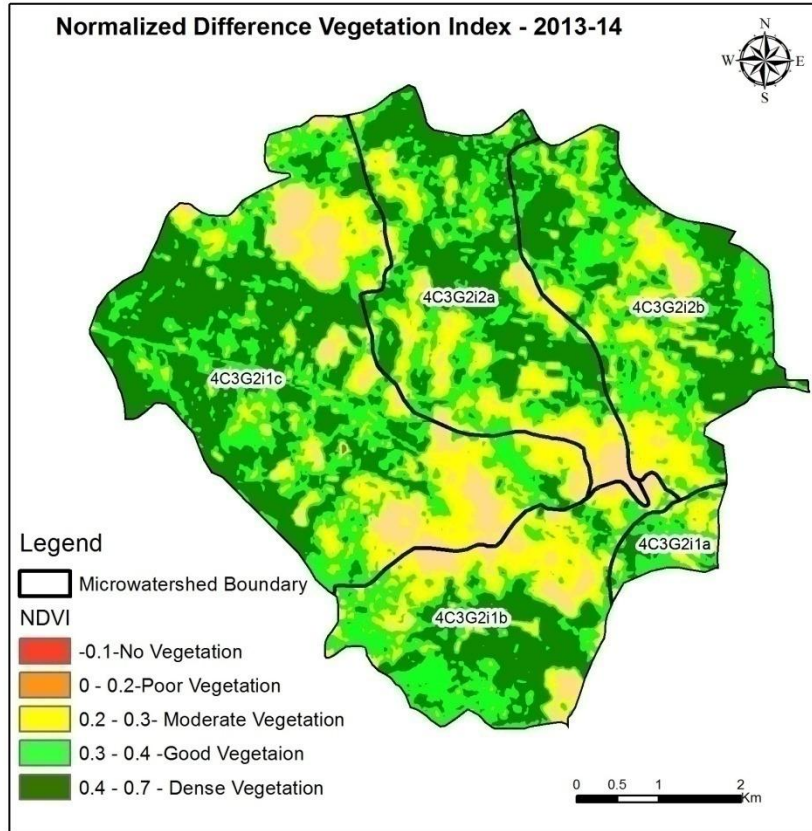 Normalized Difference Vegetation Index - 2013-14
N
W E
S
4C3G2i2a
4C3G2i2b
4C3G2i1c
4C3G2i1a
4C3G2i1b
Legend
Microwatershed Boundary
NDVI
-0.1-No Vegetation
0 - 0.2-Poor Vegetation
0.2 - 0.3- Moderate Vegetation
0.3 - 0.4 -Good Vegetaion
0.4 - 0.7 - Dense Vegetation
0 0.5 1 2
Km